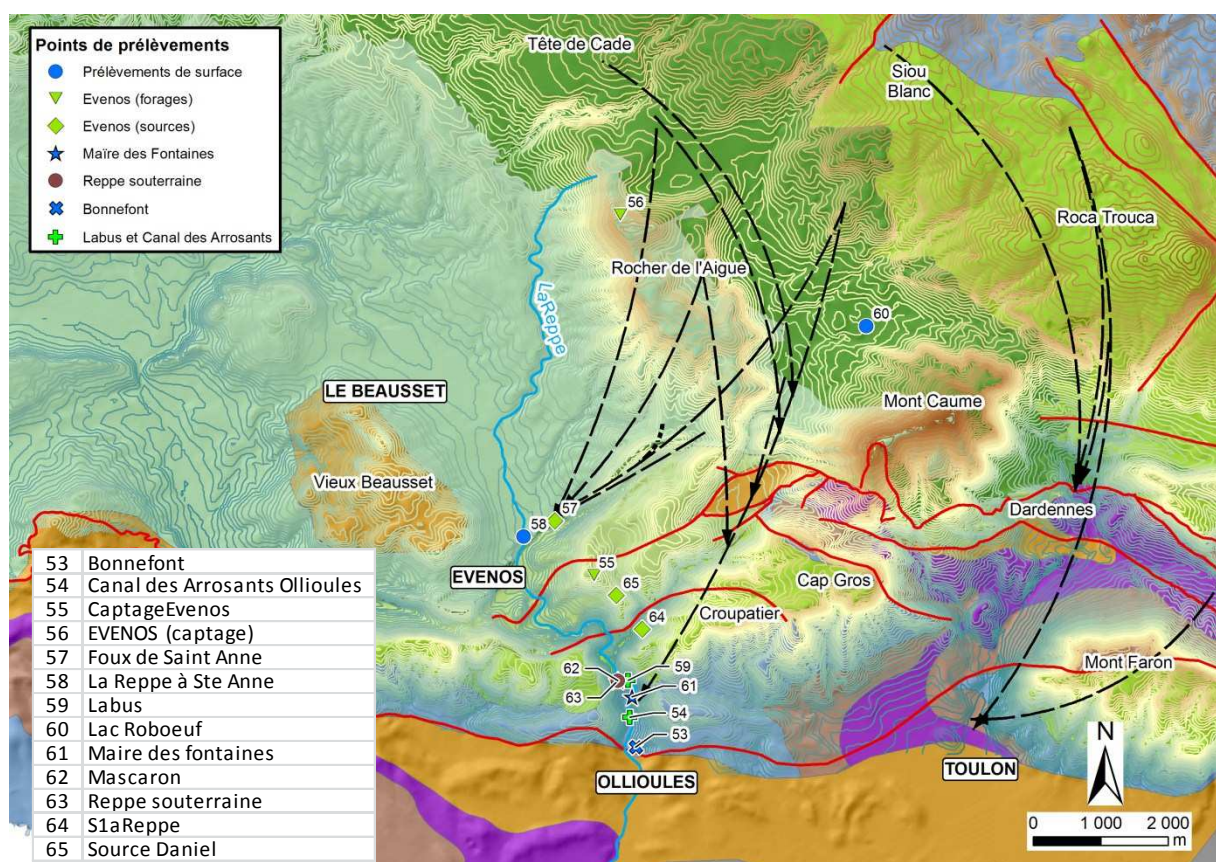 Points de prélèvements
Prélèvements de surface
Evenos (forages)
Evenos (sources)
Maïre des Fontaines
Reppe souterraine
Bonnefont
Labus et Canal des Arrosants
Tête de Cade
Siou
Blanc
56
Roca Trouca
Rocher de l'Aigue
La Reppe
60
LE BEAUSSET
Mont Caume
Vieux Beausset
57
58
Dardennes
55
EVENOS
65
Cap Gros
Croupatier
64
Mont Faron
62
59
63
61
54
53
N
OLLIOULES
TOULON
0 1 000 2 000
m
53 Bonnefont
54 Canal des Arrosants Ollioules
55 CaptageEvenos
56 EVENOS (captage)
57 Foux de Saint Anne
58 La Reppe à Ste Anne
59 Labus
60 Lac Roboeuf
61 Maire des fontaines
62 Mascaron
63 Reppe souterraine
64 S1aReppe
65 Source Daniel